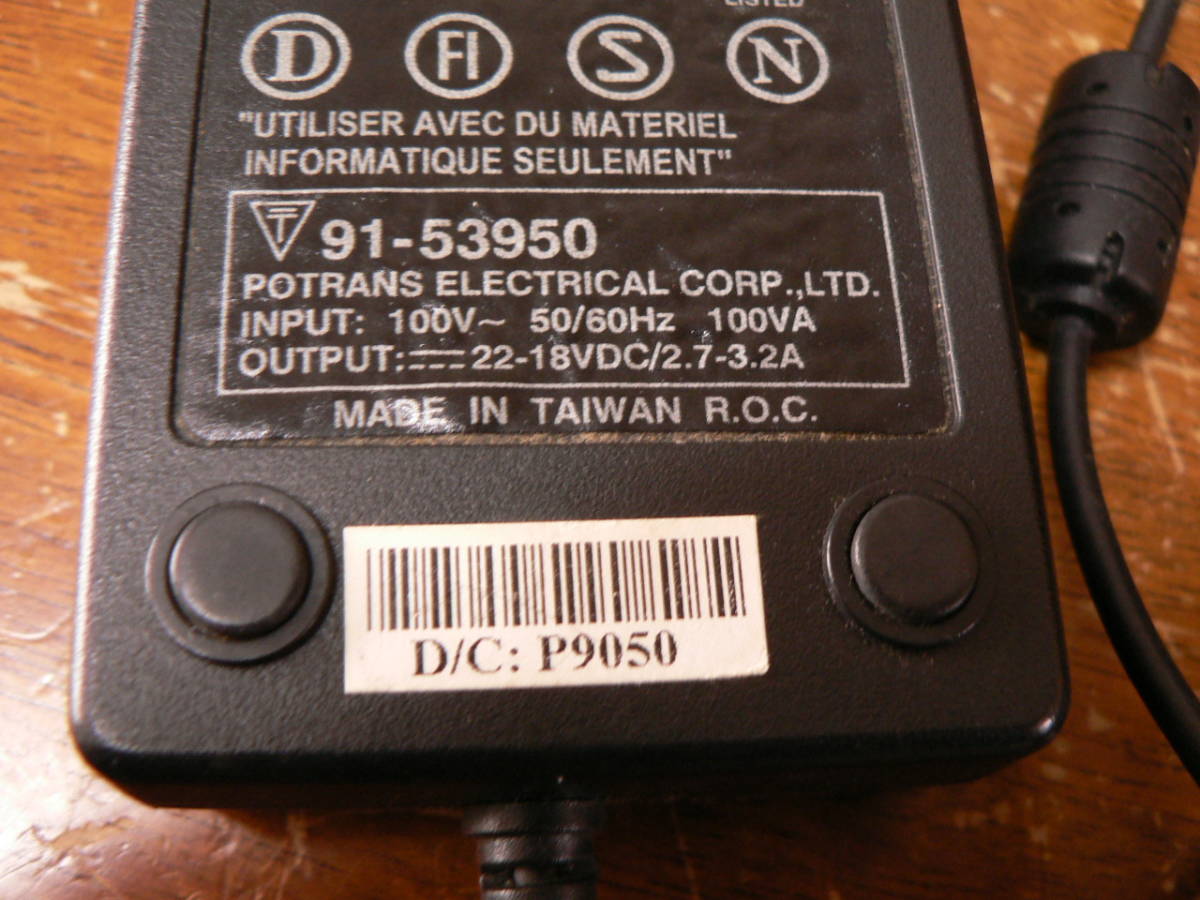 LISTED
D FI S N
"UTILISER AVEC DU MATERIEL
INFORMATIQUE SEULEMENT"
T 91-53950
POTRANS ELECTRICAL CORP.,LTD.
INPUT: 100V~ 50/60Hz 100VA
OUTPUT:⎓22-18VDC/2.7-3.2A
MADE IN TAIWAN R.O.C.
D/C: P9050